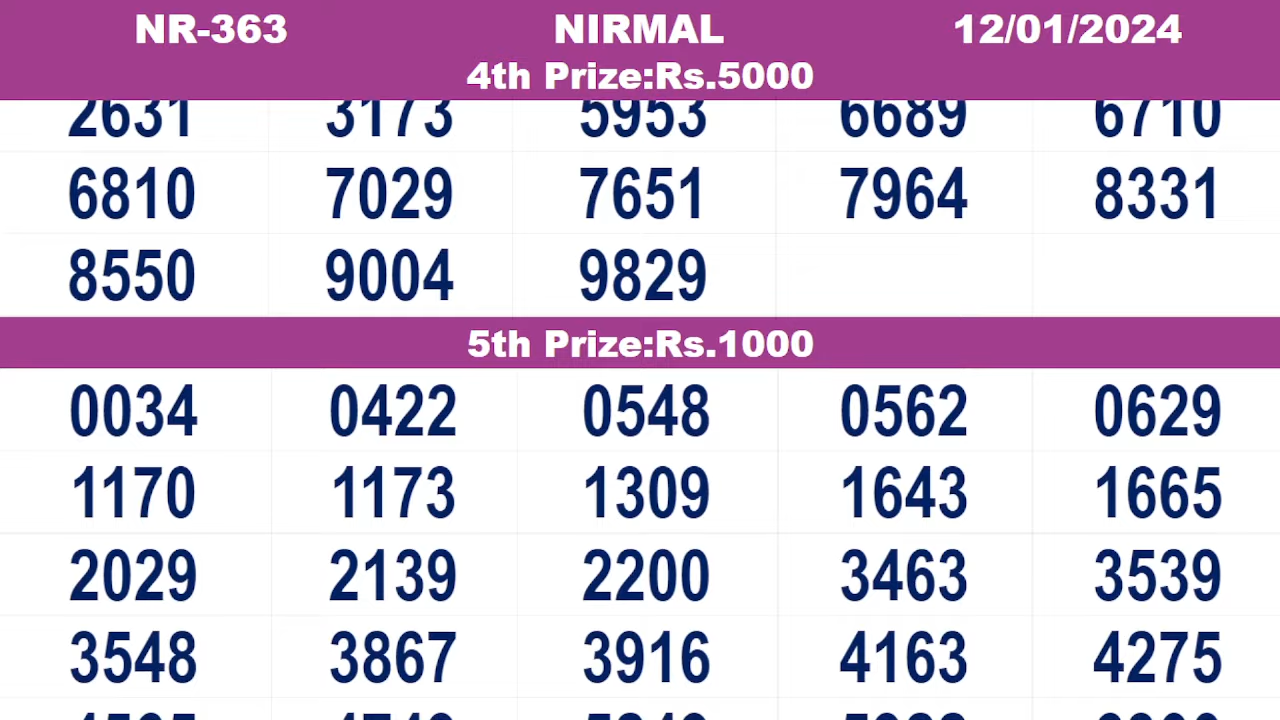 NR-363 NIRMAL 12/01/2024
4th Prize:Rs.5000
2631 3173 5953 6689 6710
6810 7029 7651 7964 8331
8550 9004 9829
5th Prize:Rs.1000
0034 0422 0548 0562 0629
1170 1173 1309 1643 1665
2029 2139 2200 3463 3539
3548 3867 3916 4163 4275